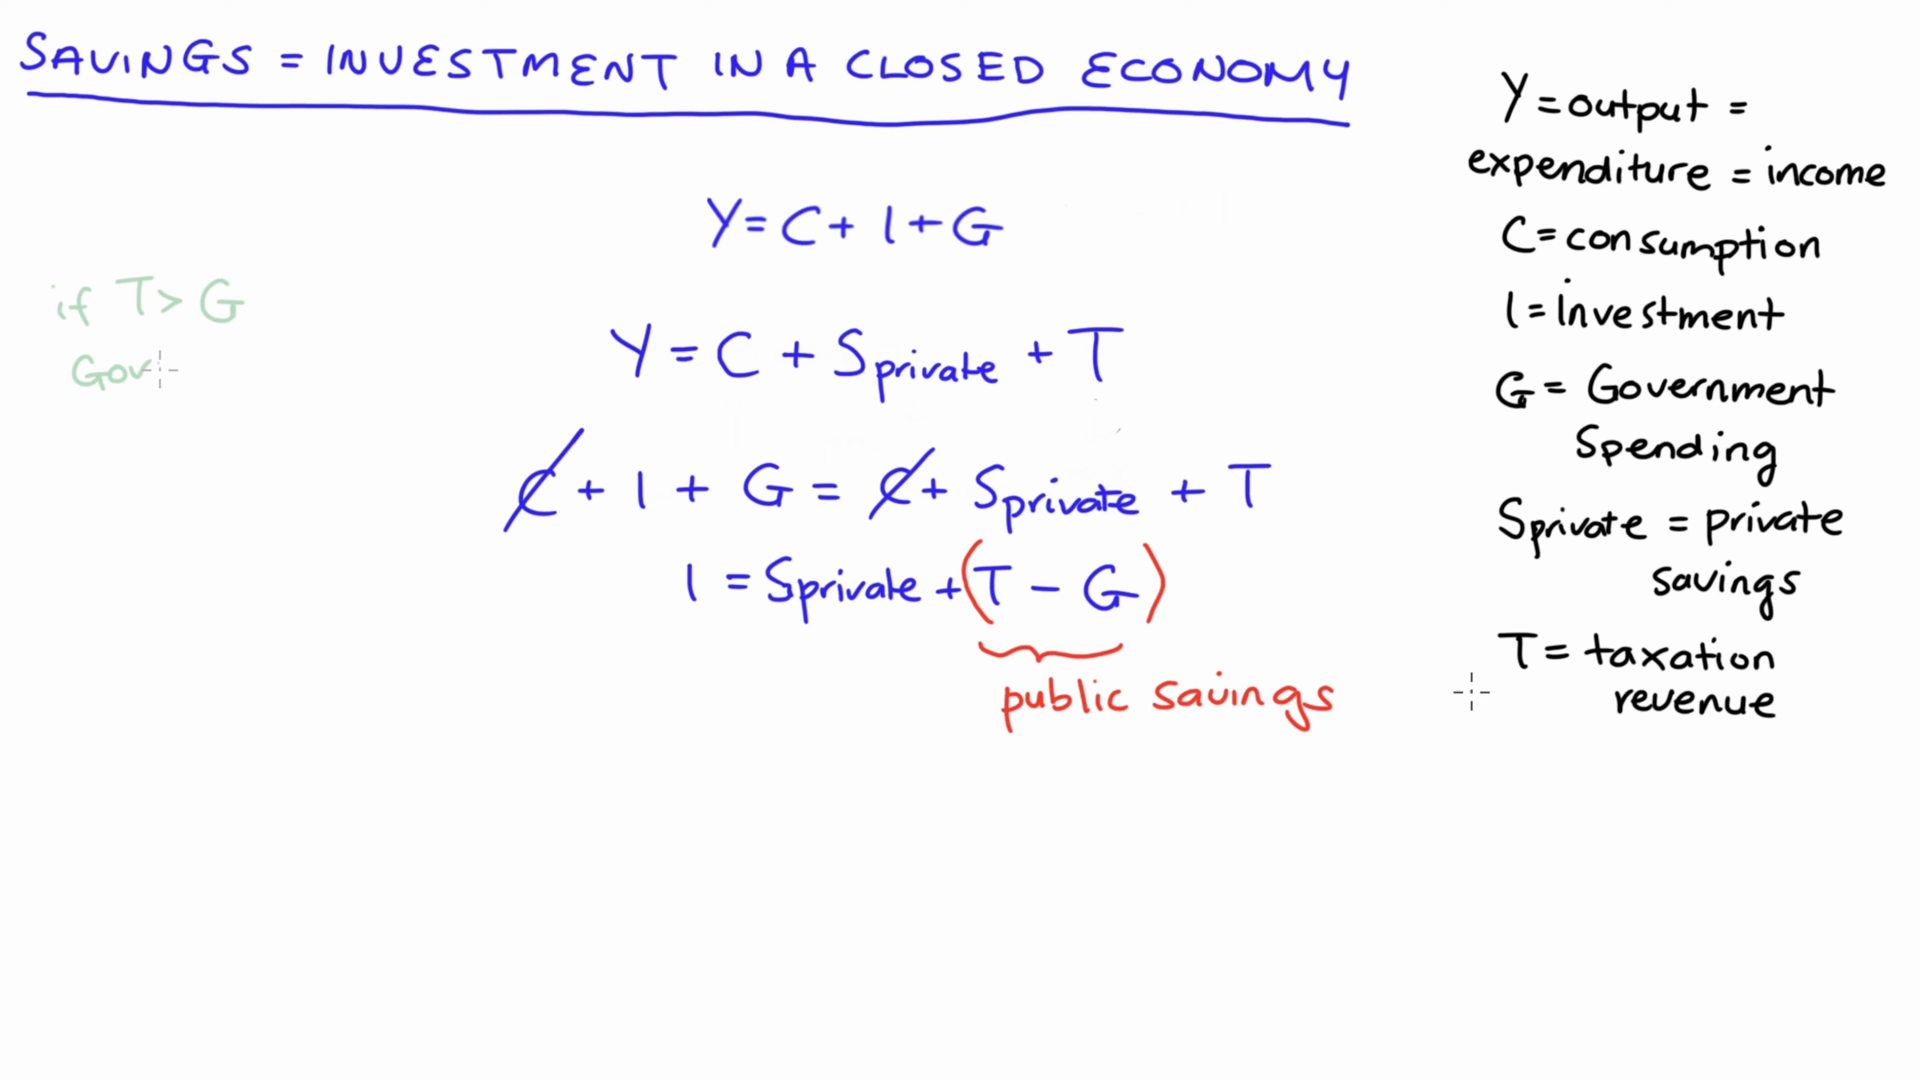 SAVINGS = INVESTMENT IN A CLOSED ECONOMY
Y = C + I + G
if T > G
Gov
Y = C + Sprivate + T
C + I + G = C + Sprivate + T
I = Sprivate + (T - G)
public savings
Y = output =
expenditure = income
C = consumption
I = Investment
G = Government
Spending
Sprivate = private
savings
T = taxation
revenue